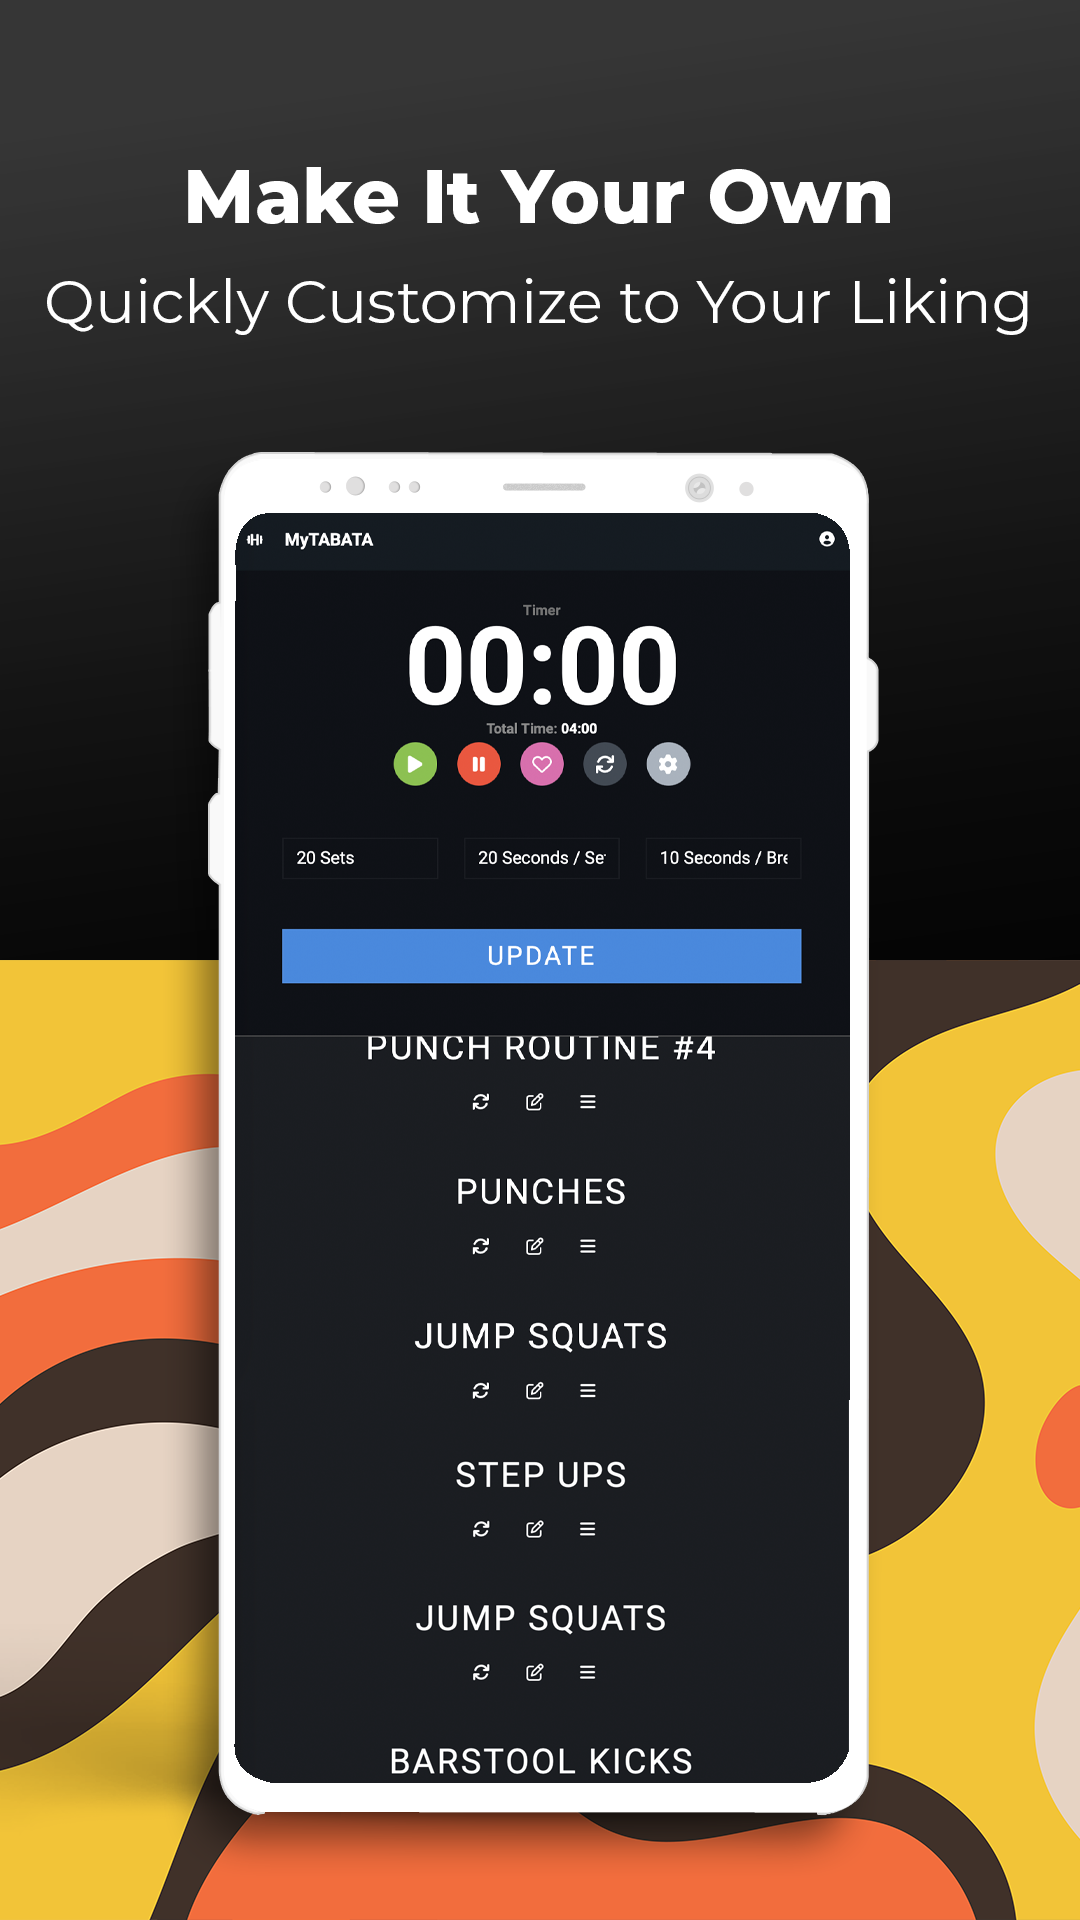 Make It Your Own
Quickly Customize to Your Liking
MyTABATA
Timer
00:00
Total Time: 04:00
20 Sets
20 Seconds / Se
10 Seconds / Bre
UPDATE
PUNCH ROUTINE #4
PUNCHES
JUMP SQUATS
STEP UPS
JUMP SQUATS
BARSTOOL KICKS